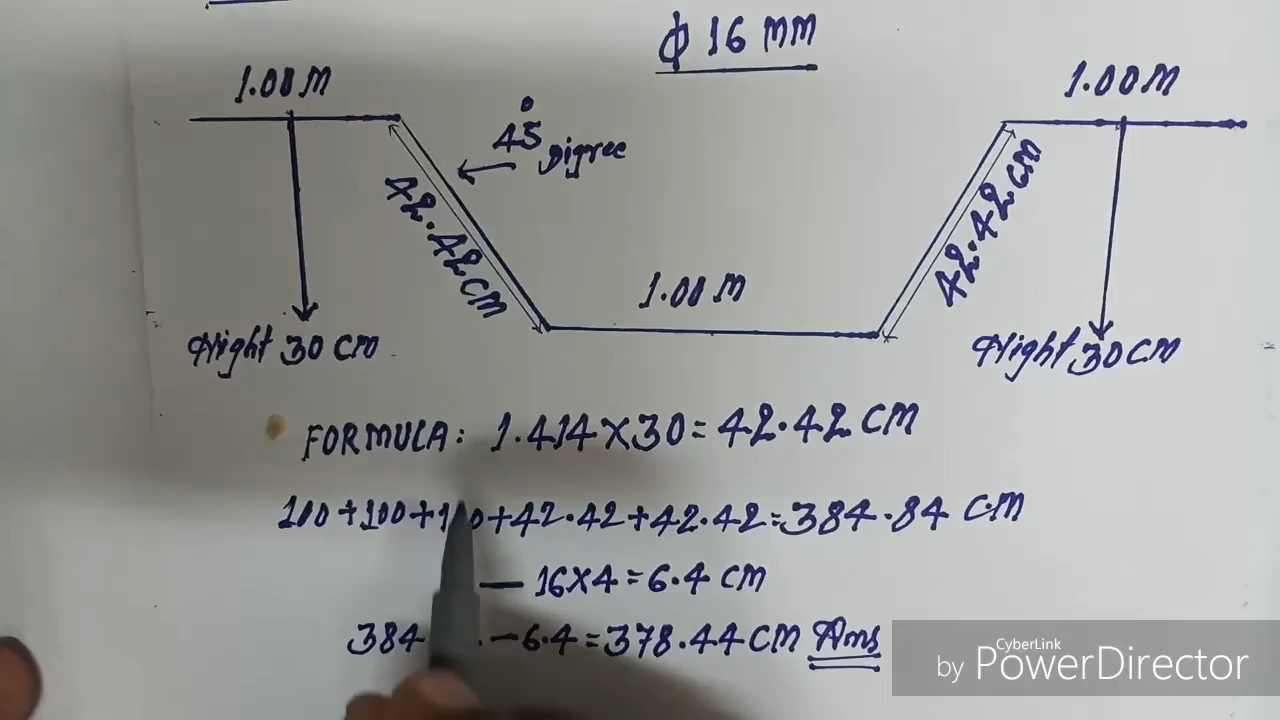 Φ 16 MM
1.00 M
1.00 M
45° Digree
42.42 CM
42.42 CM
1.00 M
Hight 30 CM
Hight 30 CM
FORMULA: 1.414×30=42.42 CM
100+100+100+42.42+42.42=384.84 C.M
— 16×4=6.4 CM
384 -6.4=378.44 CM Ans
CyberLink
by PowerDirector